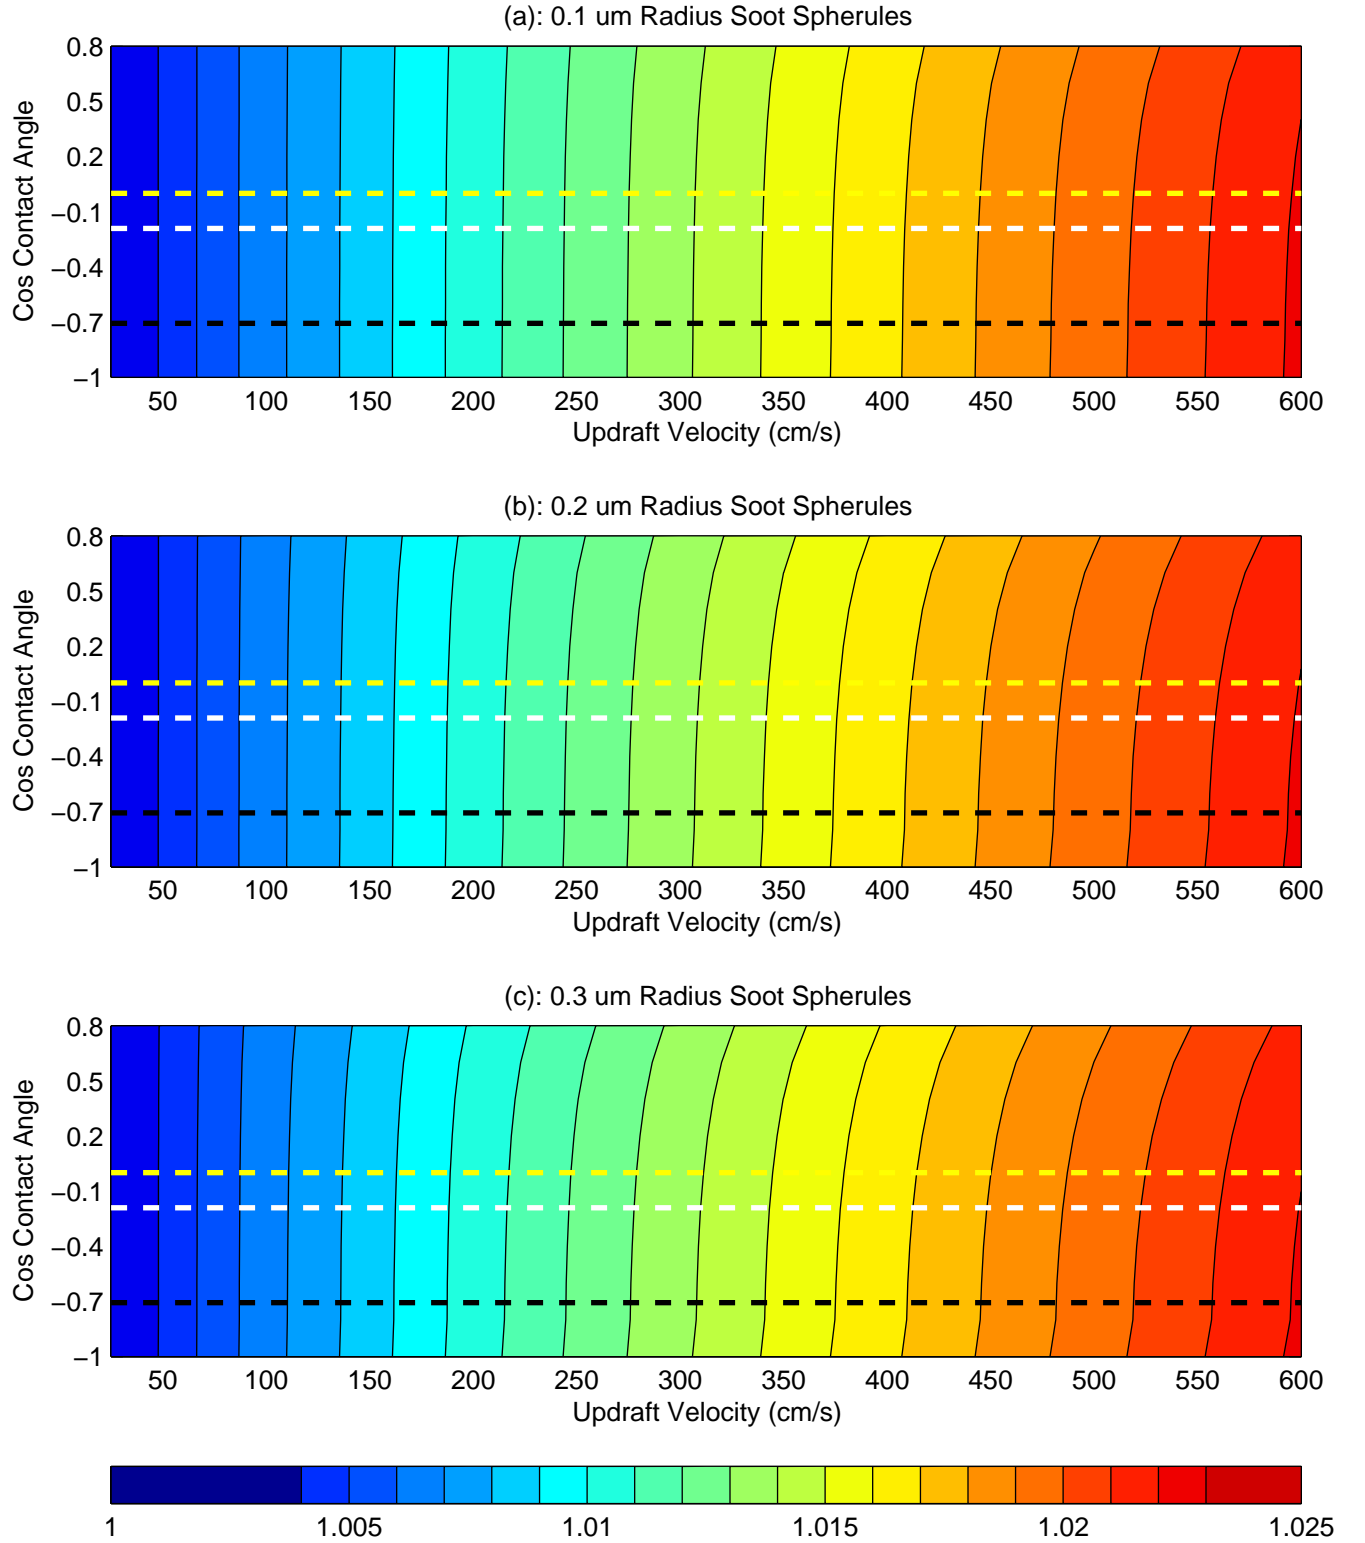 (a): 0.1 um Radius Soot Spherules
0.8
0.5
0.2
−0.1
−0.4
−0.7
−1
Cos Contact Angle
50 100 150 200 250 300 350 400 450 500 550 600
Updraft Velocity (cm/s)
(b): 0.2 um Radius Soot Spherules
0.8
0.5
0.2
−0.1
−0.4
−0.7
−1
Cos Contact Angle
50 100 150 200 250 300 350 400 450 500 550 600
Updraft Velocity (cm/s)
(c): 0.3 um Radius Soot Spherules
0.8
0.5
0.2
−0.1
−0.4
−0.7
−1
Cos Contact Angle
50 100 150 200 250 300 350 400 450 500 550 600
Updraft Velocity (cm/s)
1 1.005 1.01 1.015 1.02 1.025